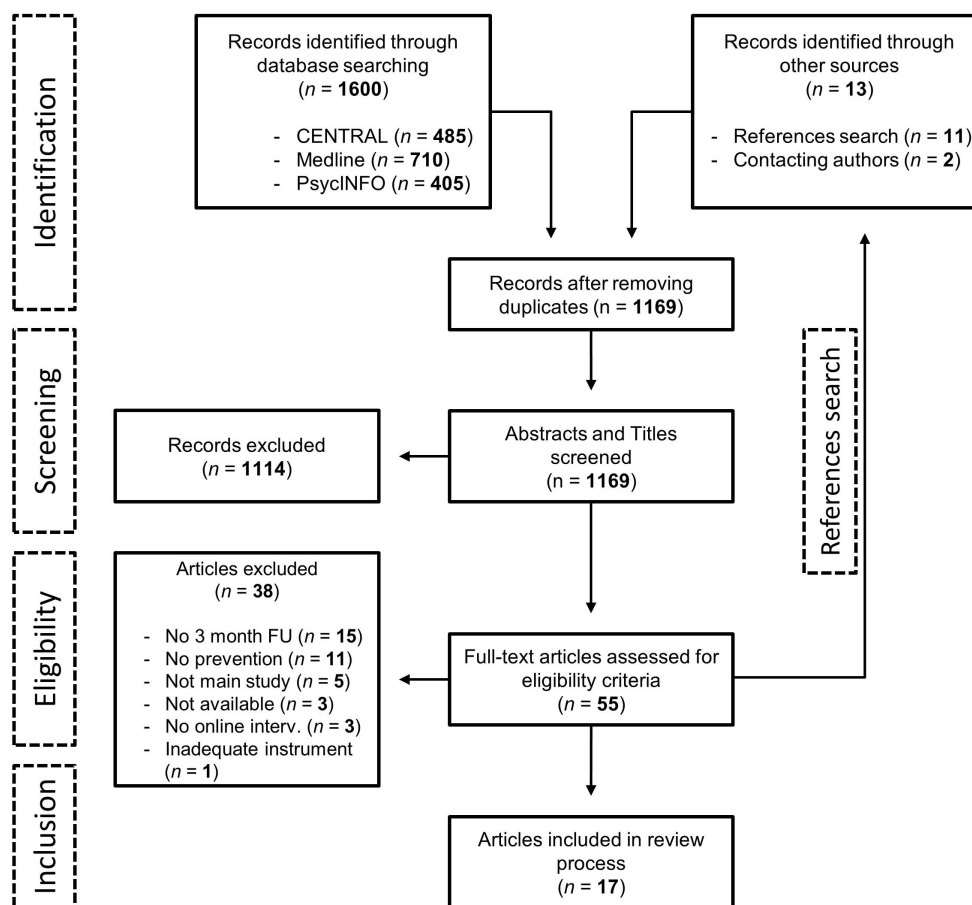 Identification
Records identified through
database searching
(n = 1600)
- CENTRAL (n = 485)
- Medline (n = 710)
- PsycINFO (n = 405)
Records identified through
other sources
(n = 13)
- References search (n = 11)
- Contacting authors (n = 2)
Records after removing
duplicates (n = 1169)
Screening
Abstracts and Titles
screened
(n = 1169)
Records excluded
(n = 1114)
References search
Eligibility
Articles excluded
(n = 38)
- No 3 month FU (n = 15)
- No prevention (n = 11)
- Not main study (n = 5)
- Not available (n = 3)
- No online interv. (n = 3)
- Inadequate instrument
(n = 1)
Full-text articles assessed for
eligibility criteria
(n = 55)
Inclusion
Articles included in review
process
(n = 17)